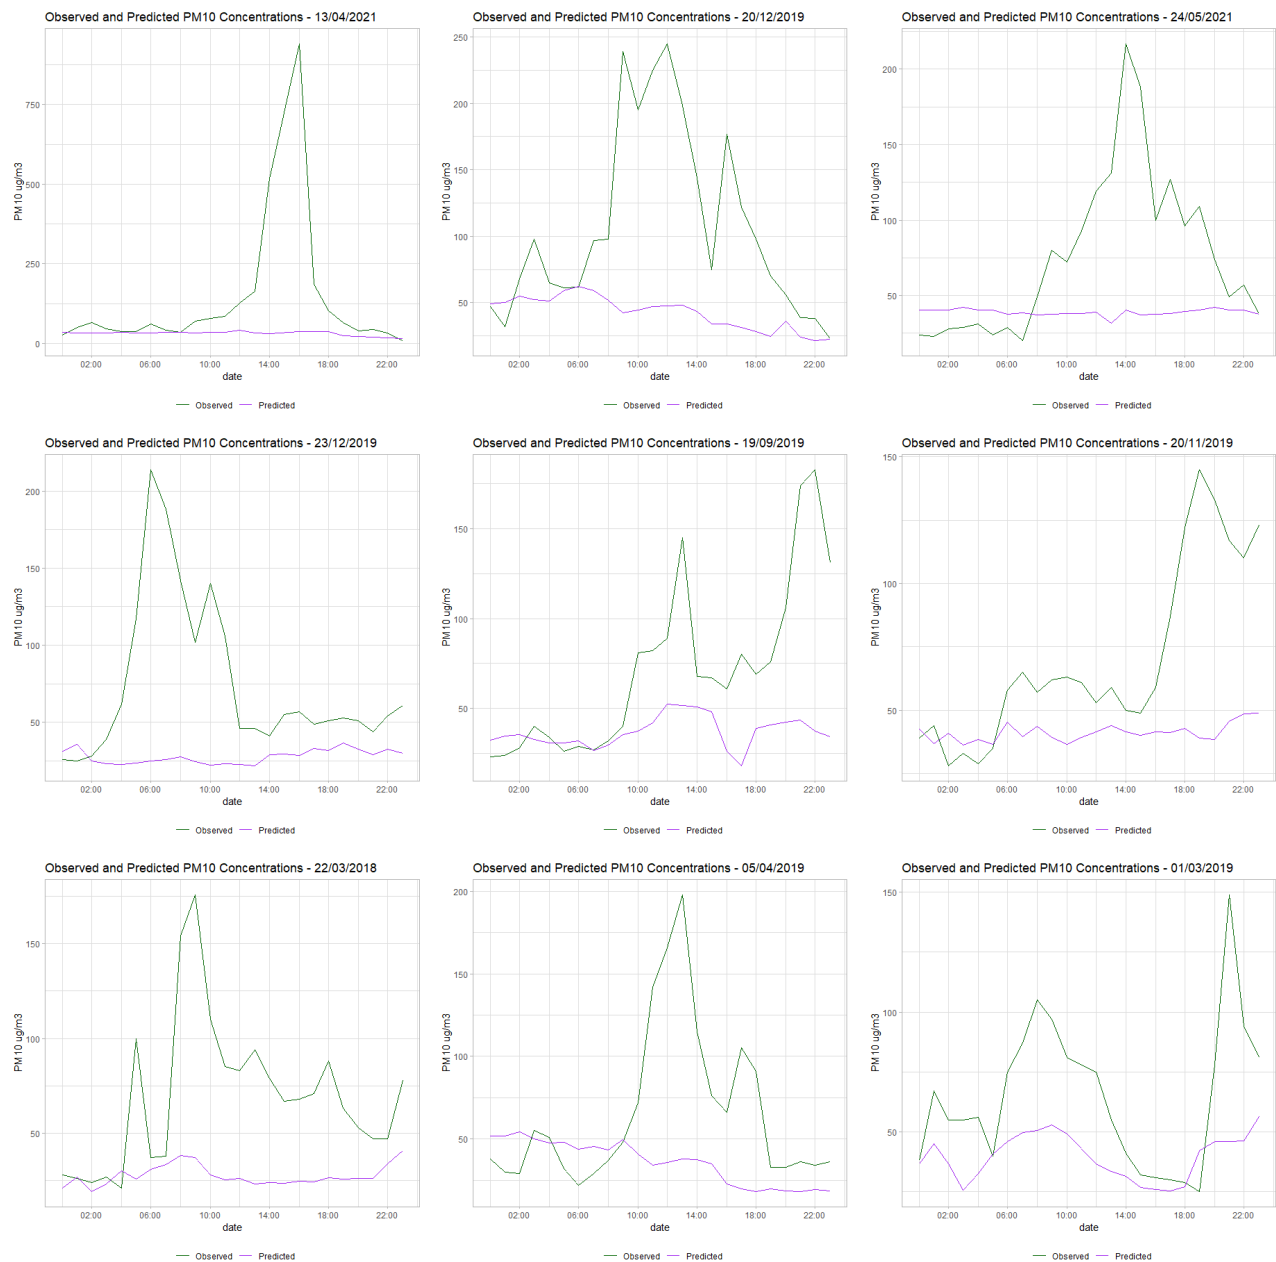 Observed and Predicted PM10 Concentrations - 13/04/2021
PM10 ug/m3
750
500
250
0
02:00 06:00 10:00 14:00 18:00 22:00
date
Observed Predicted
Observed and Predicted PM10 Concentrations - 20/12/2019
PM10 ug/m3
250
200
150
100
50
02:00 06:00 10:00 14:00 18:00 22:00
date
Observed Predicted
Observed and Predicted PM10 Concentrations - 24/05/2021
PM10 ug/m3
200
150
100
50
02:00 06:00 10:00 14:00 18:00 22:00
date
Observed Predicted
Observed and Predicted PM10 Concentrations - 23/12/2019
PM10 ug/m3
200
150
100
50
02:00 06:00 10:00 14:00 18:00 22:00
date
Observed Predicted
Observed and Predicted PM10 Concentrations - 19/09/2019
PM10 ug/m3
150
100
50
02:00 06:00 10:00 14:00 18:00 22:00
date
Observed Predicted
Observed and Predicted PM10 Concentrations - 20/11/2019
PM10 ug/m3
150
100
50
02:00 06:00 10:00 14:00 18:00 22:00
date
Observed Predicted
Observed and Predicted PM10 Concentrations - 22/03/2018
PM10 ug/m3
150
100
50
02:00 06:00 10:00 14:00 18:00 22:00
date
Observed Predicted
Observed and Predicted PM10 Concentrations - 05/04/2019
PM10 ug/m3
200
150
100
50
02:00 06:00 10:00 14:00 18:00 22:00
date
Observed Predicted
Observed and Predicted PM10 Concentrations - 01/03/2019
PM10 ug/m3
150
100
50
02:00 06:00 10:00 14:00 18:00 22:00
date
Observed Predicted